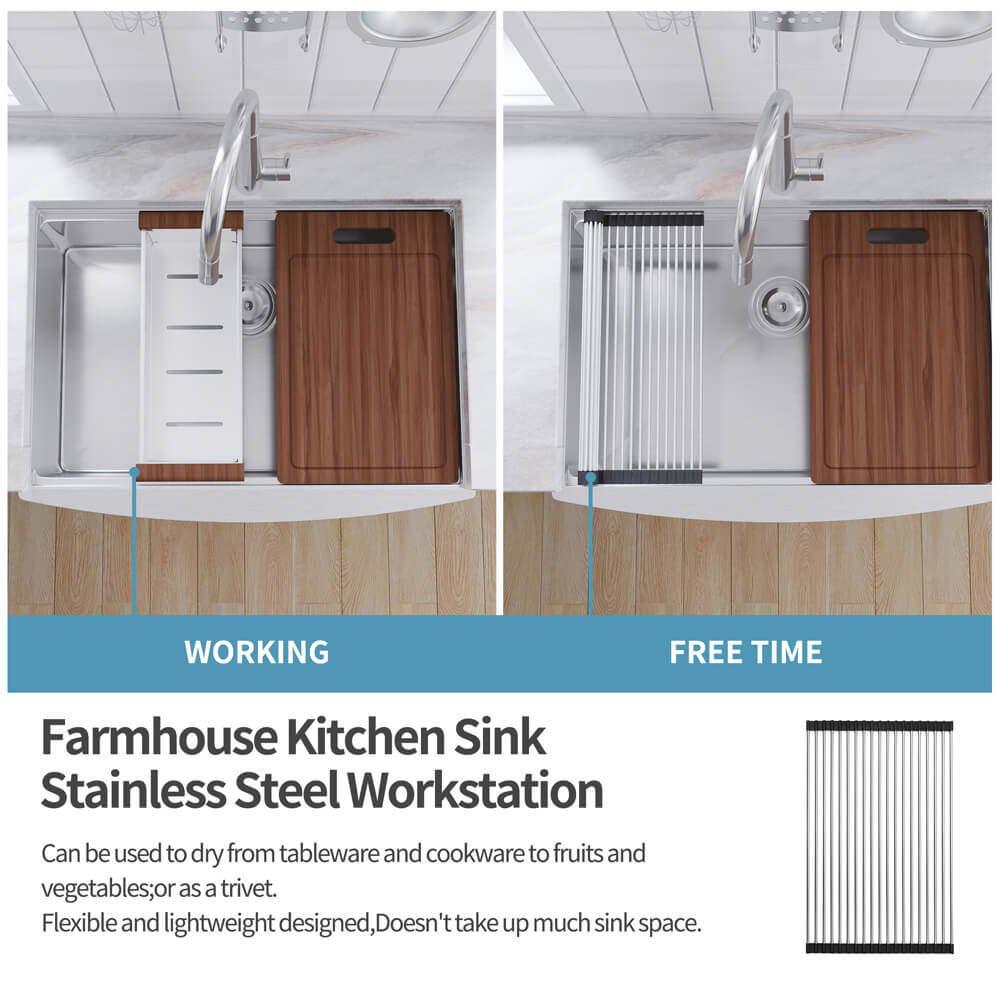 WORKING
FREE TIME
Farmhouse Kitchen Sink
Stainless Steel Workstation
Can be used to dry from tableware and cookware to fruits and
vegetables;or as a trivet.
Flexible and lightweight designed,Doesn't take up much sink space.